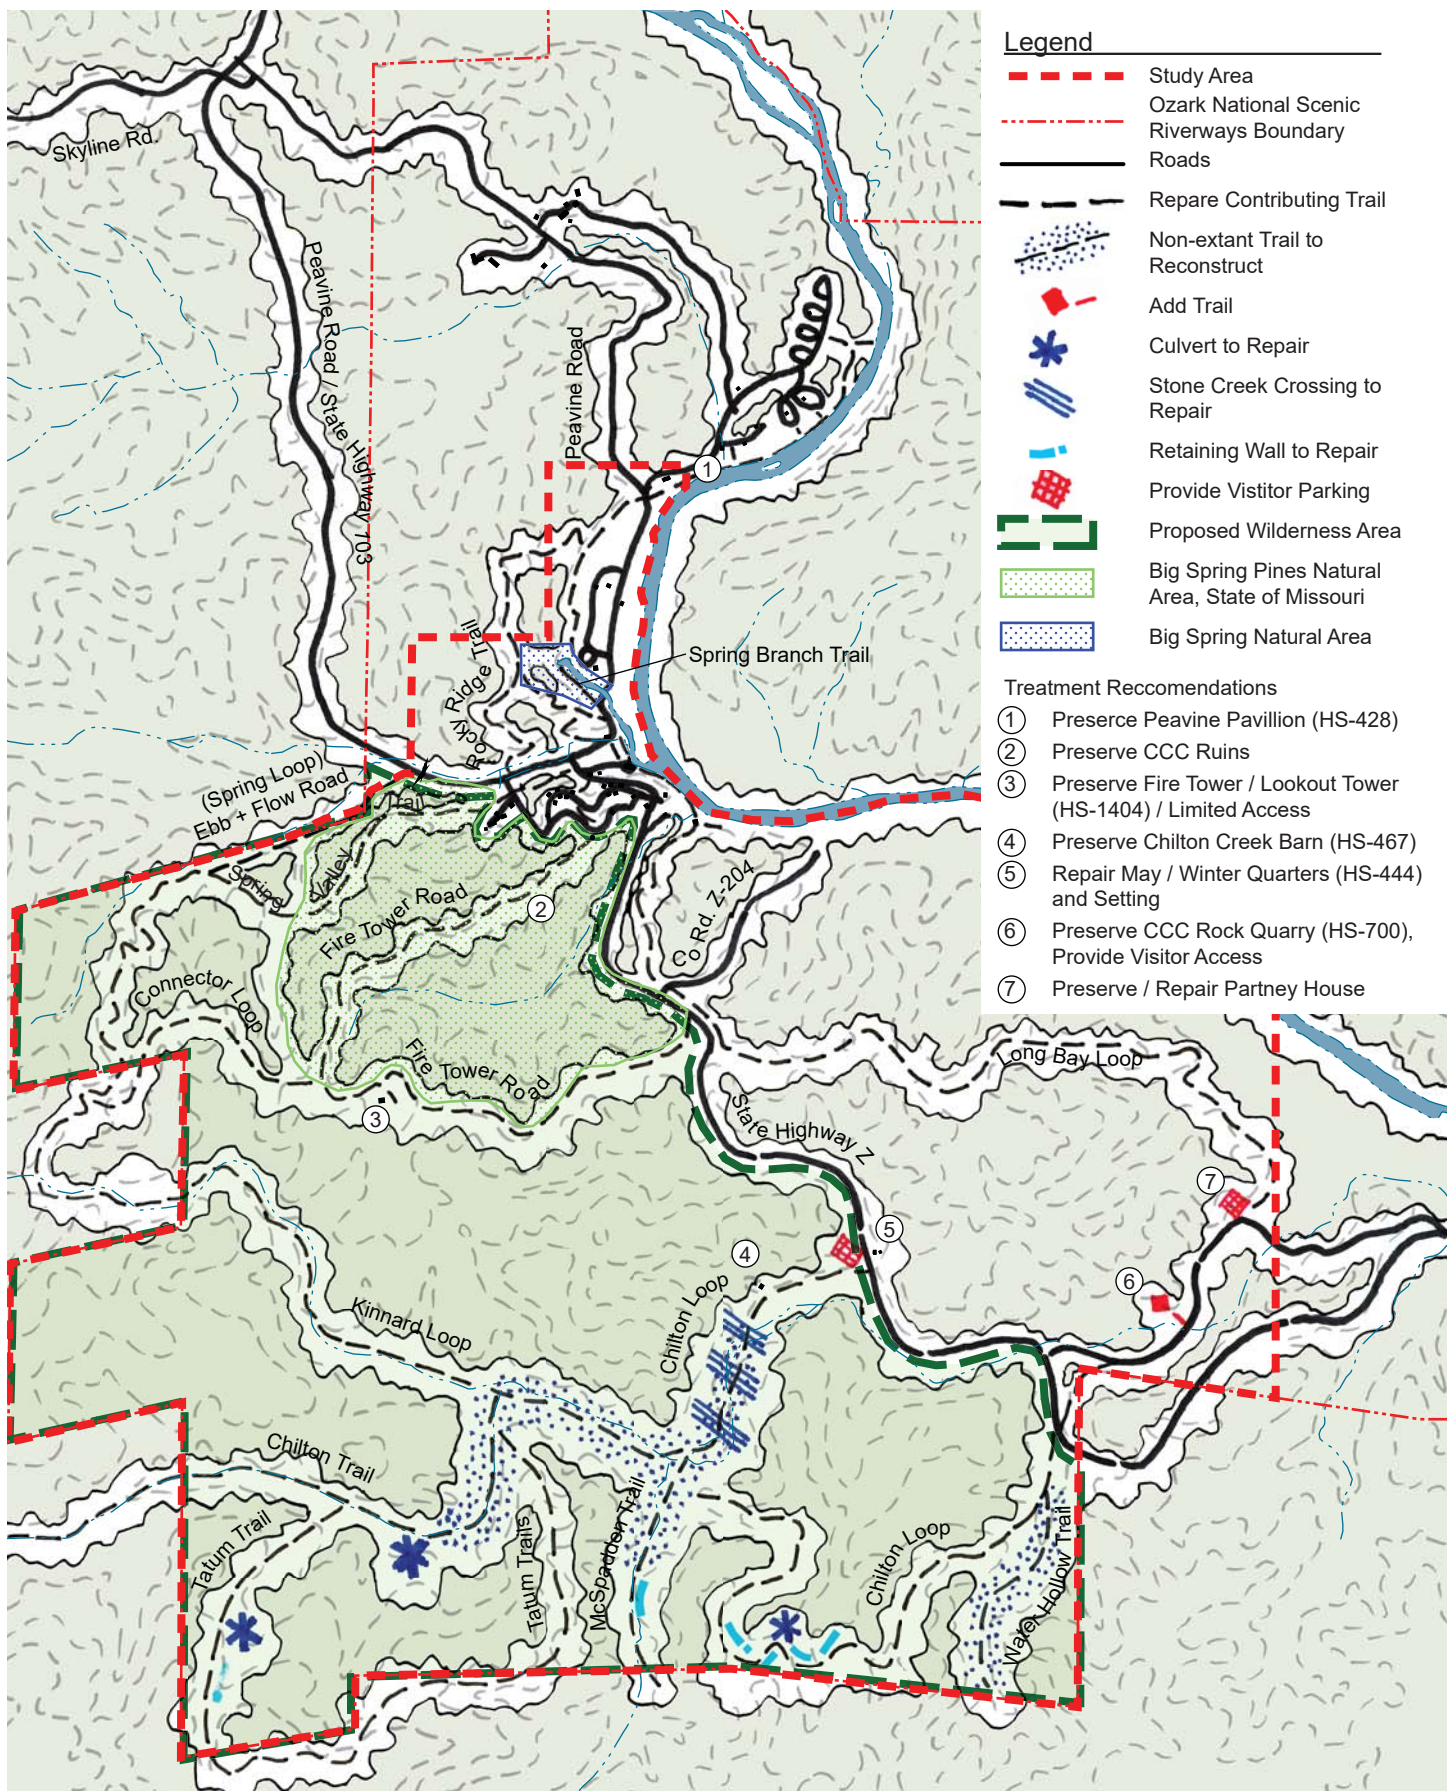 Legend
Study Area
Ozark National Scenic
Riverways Boundary
Roads
Repare Contributing Trail
Non-extant Trail to
Reconstruct
Add Trail
Culvert to Repair
Stone Creek Crossing to
Repair
Retaining Wall to Repair
Provide Vistitor Parking
Proposed Wilderness Area
Big Spring Pines Natural
Area, State of Missouri
Big Spring Natural Area
Treatment Reccomendations
1 Preserce Peavine Pavillion (HS-428)
2 Preserve CCC Ruins
3 Preserve Fire Tower / Lookout Tower
(HS-1404) / Limited Access
4 Preserve Chilton Creek Barn (HS-467)
5 Repair May / Winter Quarters (HS-444)
and Setting
6 Preserve CCC Rock Quarry (HS-700),
Provide Visitor Access
7 Preserve / Repair Partney House
Skyline Rd.
Peavine Road / State Highway 703
Peavine Road
1
Rocky Ridge Trail
Spring Branch Trail
(Spring Loop)
Ebb + Flow Road
Spring Valley Trail
Fire Tower Road
2
Co Rd. Z-204
Connector Loop
Fire Tower Road
3
Long Bay Loop
State Highway Z
7
5
4
6
Chilton Loop
Kinnard Loop
Chilton Trail
Tatum Trail
Tatum Trails
McSpadden Trail
Chilton Loop
Water Hollow Trail